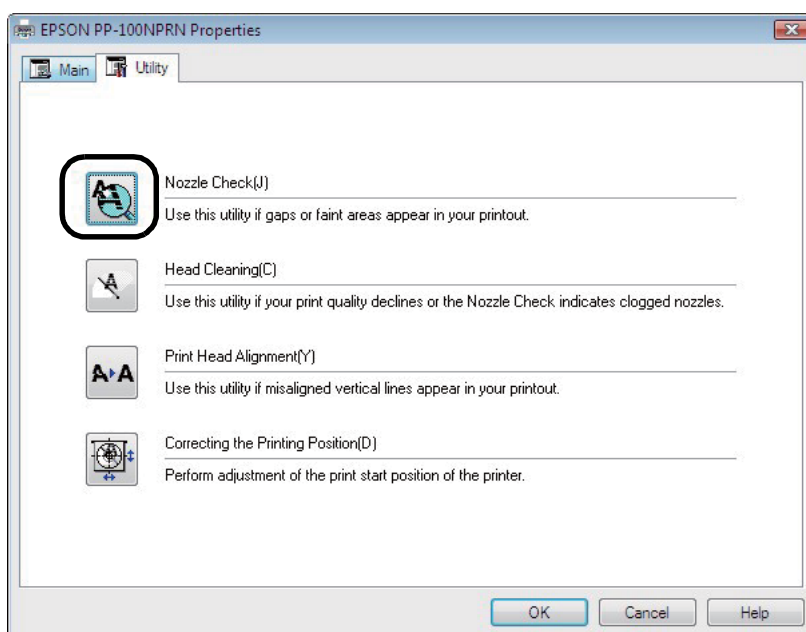 EPSON PP-100NPRN Properties
Main
Utility
Nozzle Check(J)
Use this utility if gaps or faint areas appear in your printout.
Head Cleaning(C)
Use this utility if your print quality declines or the Nozzle Check indicates clogged nozzles.
Print Head Alignment(Y)
Use this utility if misaligned vertical lines appear in your printout.
Correcting the Printing Position(D)
Perform adjustment of the print start position of the printer.
OK
Cancel
Help